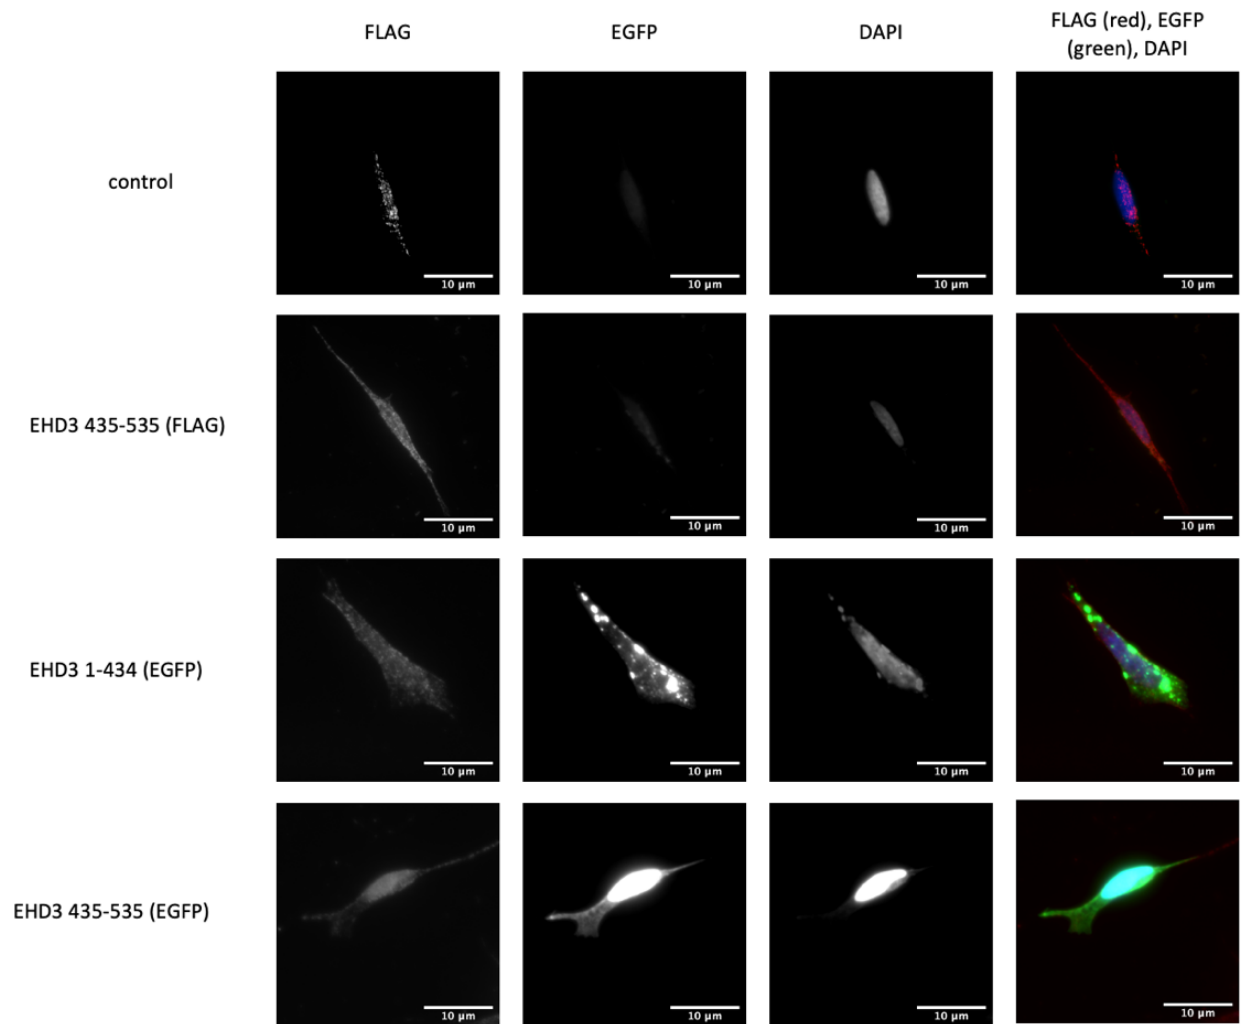 FLAG
EGFP
DAPI
FLAG (red), EGFP
(green), DAPI
control
10 µm
10 µm
10 µm
10 µm
EHD3 435-535 (FLAG)
10 µm
10 µm
10 µm
10 µm
EHD3 1-434 (EGFP)
10 µm
10 µm
10 µm
10 µm
EHD3 435-535 (EGFP)
10 µm
10 µm
10 µm
10 µm